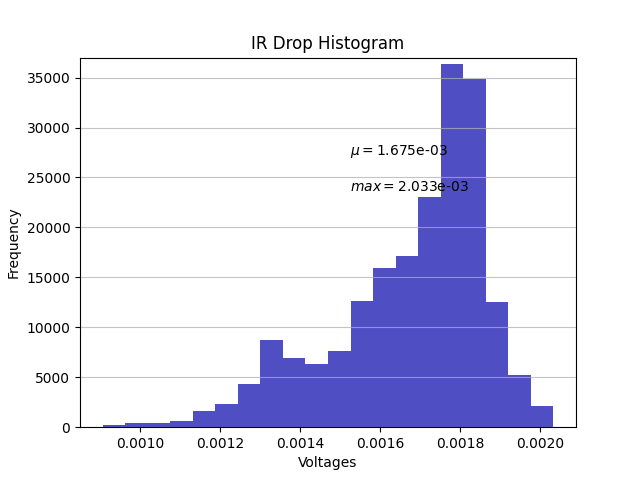 IR Drop Histogram
35000
30000
μ = 1.675e-03
25000
max = 2.033e-03
20000
Frequency
15000
10000
5000
0
0.0010 0.0012 0.0014 0.0016 0.0018 0.0020
Voltages